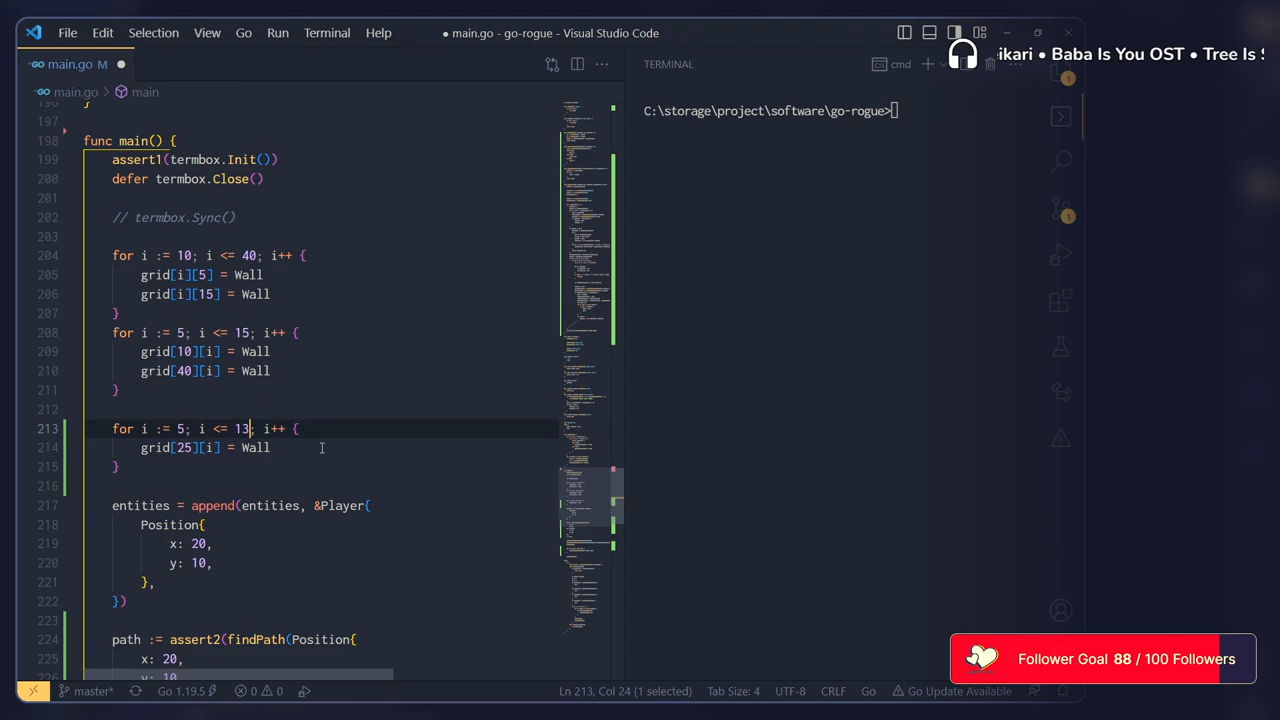 File Edit Selection View Go Run Terminal Help
● main.go - go-rogue - Visual Studio Code
ikari • Baba Is You OST • Tree Is
main.go M ●
TERMINAL
cmd
main.go > main
C:\storage\project\software\go-rogue>
197
198 func main() {
199 assert1(termbox.Init())
200 defer termbox.Close()
201
202 // termbox.Sync()
203
204 for i := 10; i <= 40; i++ {
205 grid[i][5] = Wall
206 grid[i][15] = Wall
207 }
208 for i := 5; i <= 15; i++ {
209 grid[10][i] = Wall
210 grid[40][i] = Wall
211 }
212
213 for i := 5; i <= 13; i++ {
214 grid[25][i] = Wall
215 }
216
217 entities = append(entities, &Player{
218 Position{
219 x: 20,
220 y: 10,
221 },
222 })
223
224 path := assert2(findPath(Position{
225 x: 20,
1
1
Follower Goal 88 / 100 Followers
master* Go 1.19.5 0 0 Ln 213, Col 24 (1 selected) Tab Size: 4 UTF-8 CRLF Go Go Update Available